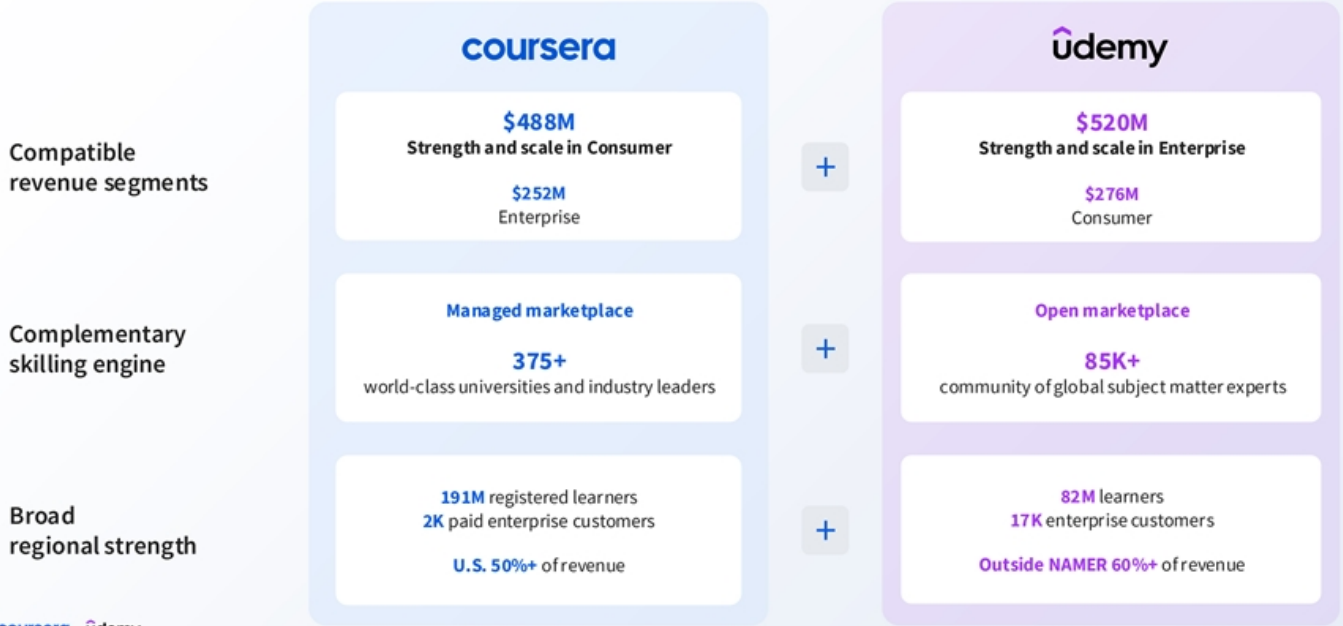 coursera
ûdemy
Compatible
revenue segments
$488M
Strength and scale in Consumer
$252M
Enterprise
+
$520M
Strength and scale in Enterprise
$276M
Consumer
Complementary
skilling engine
Managed marketplace
375+
world-class universities and industry leaders
+
Open marketplace
85K+
community of global subject matter experts
Broad
regional strength
191M registered learners
2K paid enterprise customers
U.S. 50%+ of revenue
+
82M learners
17K enterprise customers
Outside NAMER 60%+ of revenue
coursera ûdemy